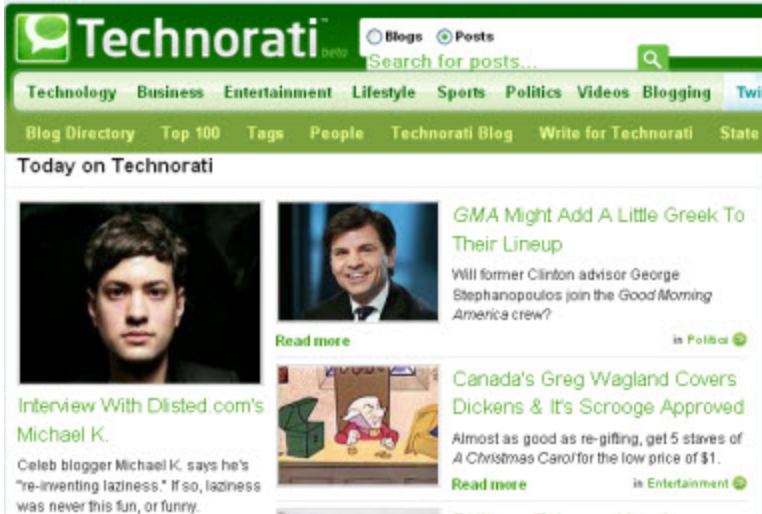 Technorati beta
Blogs Posts
Search for posts...
Technology Business Entertainment Lifestyle Sports Politics Videos Blogging Twi
Blog Directory Top 100 Tags People Technorati Blog Write for Technorati State
Today on Technorati
Interview With Dlisted.com's
Michael K.
Celeb blogger Michael K. says he's
"re-inventing laziness." If so, laziness
was never this fun, or funny.
GMA Might Add A Little Greek To
Their Lineup
Will former Clinton advisor George
Stephanopoulos join the Good Morning
America crew?
Read more in Politics
Canada's Greg Wagland Covers
Dickens & It's Scrooge Approved
Almost as good as re-gifting, get 5 staves of
A Christmas Carol for the low price of $1.
Read more in Entertainment